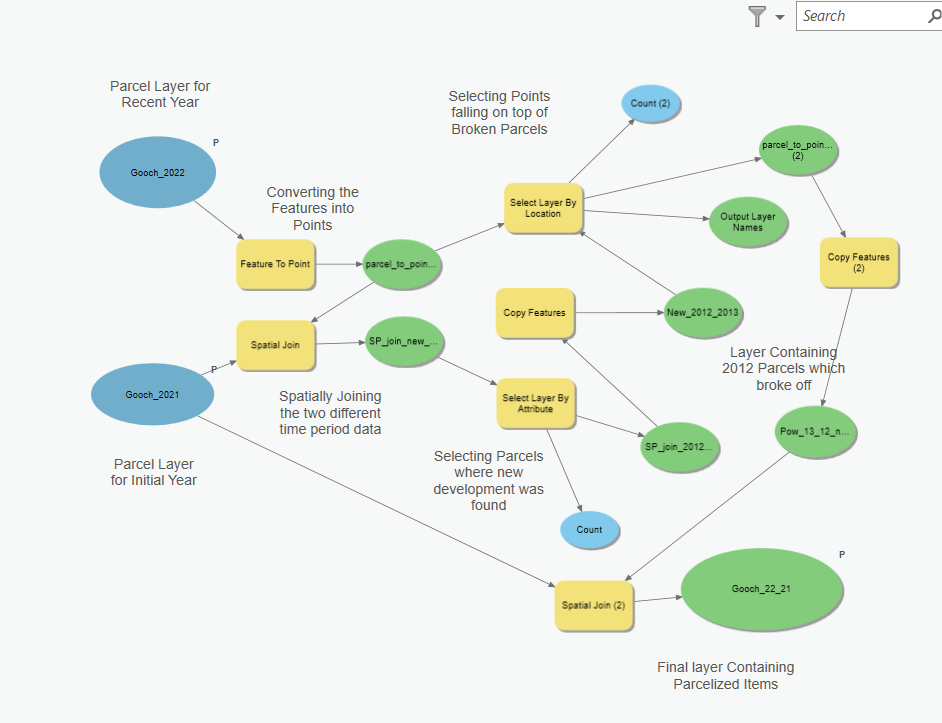 Search
Parcel Layer for
Recent Year
P
Gooch_2022
Converting the
Features into
Points
Feature To Point
parcel_to_poin...
Selecting Points
falling on top of
Broken Parcels
Count (2)
Select Layer By
Location
parcel_to_poin...
(2)
Output Layer
Names
Copy Features
(2)
Copy Features
New_2012_2013
Spatial Join
SP_join_new_...
P
Gooch_2021
Parcel Layer
for Initial Year
Spatially Joining
the two different
time period data
Select Layer By
Attribute
Layer Containing
2012 Parcels which
broke off
SP_join_2012...
Pow_13_12_n...
Selecting Parcels
where new
development was
found
Count
Spatial Join (2)
P
Gooch_22_21
Final layer Containing
Parcelized Items